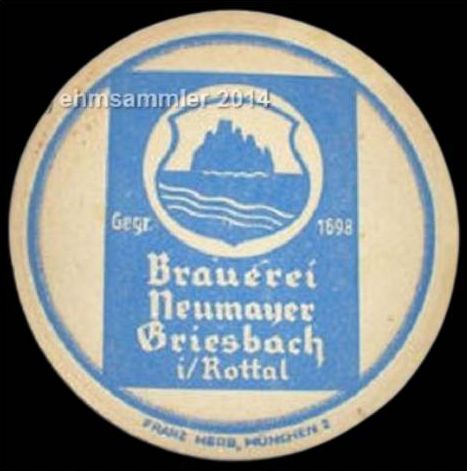 ehmsammler 2014
Gegr. 1698
Brauerei
Neumayer
Griesbach
i/Rottal
FRANZ HERB, MÜNCHEN 2